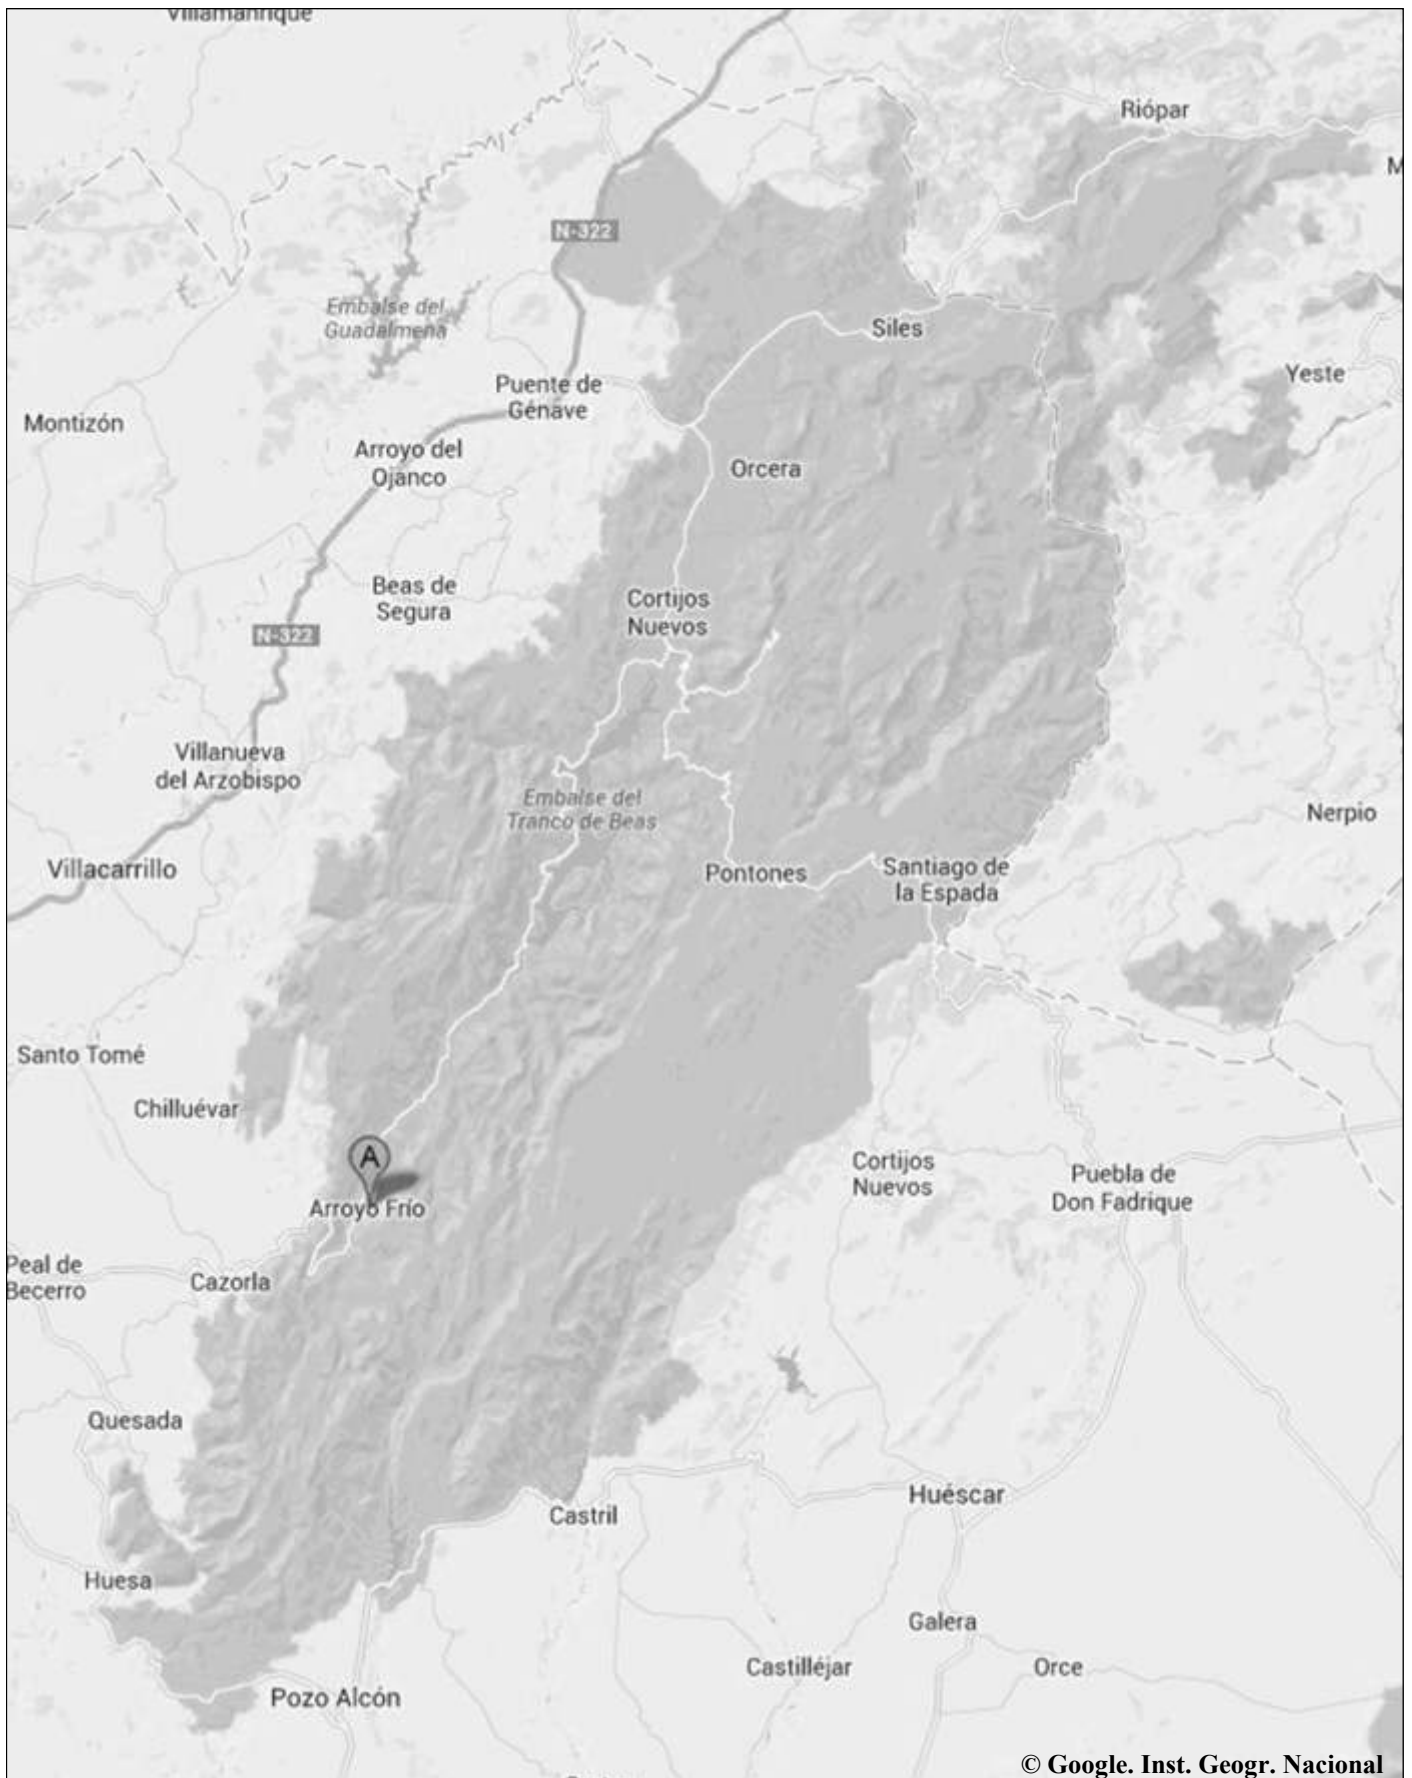 Villamanrique
Riópar
M
N-322
Embalse del
Guadalmena
Siles
Puente de
Génave
Yeste
Montizón
Arroyo del
Ojanco
Orcera
Beas de
Segura
Cortijos
Nuevos
N-322
Villanueva
del Arzobispo
Embalse del
Tranco de Beas
Nerpio
Villacarrillo
Pontones
Santiago de
la Espada
Santo Tomé
Chilluévar
A
Arroyo Frío
Cortijos
Nuevos
Puebla de
Don Fadrique
Peal de
Becerro
Cazorla
Quesada
Huéscar
Castril
Huesa
Galera
Castilléjar
Orce
Pozo Alcón
© Google. Inst. Geogr. Nacional